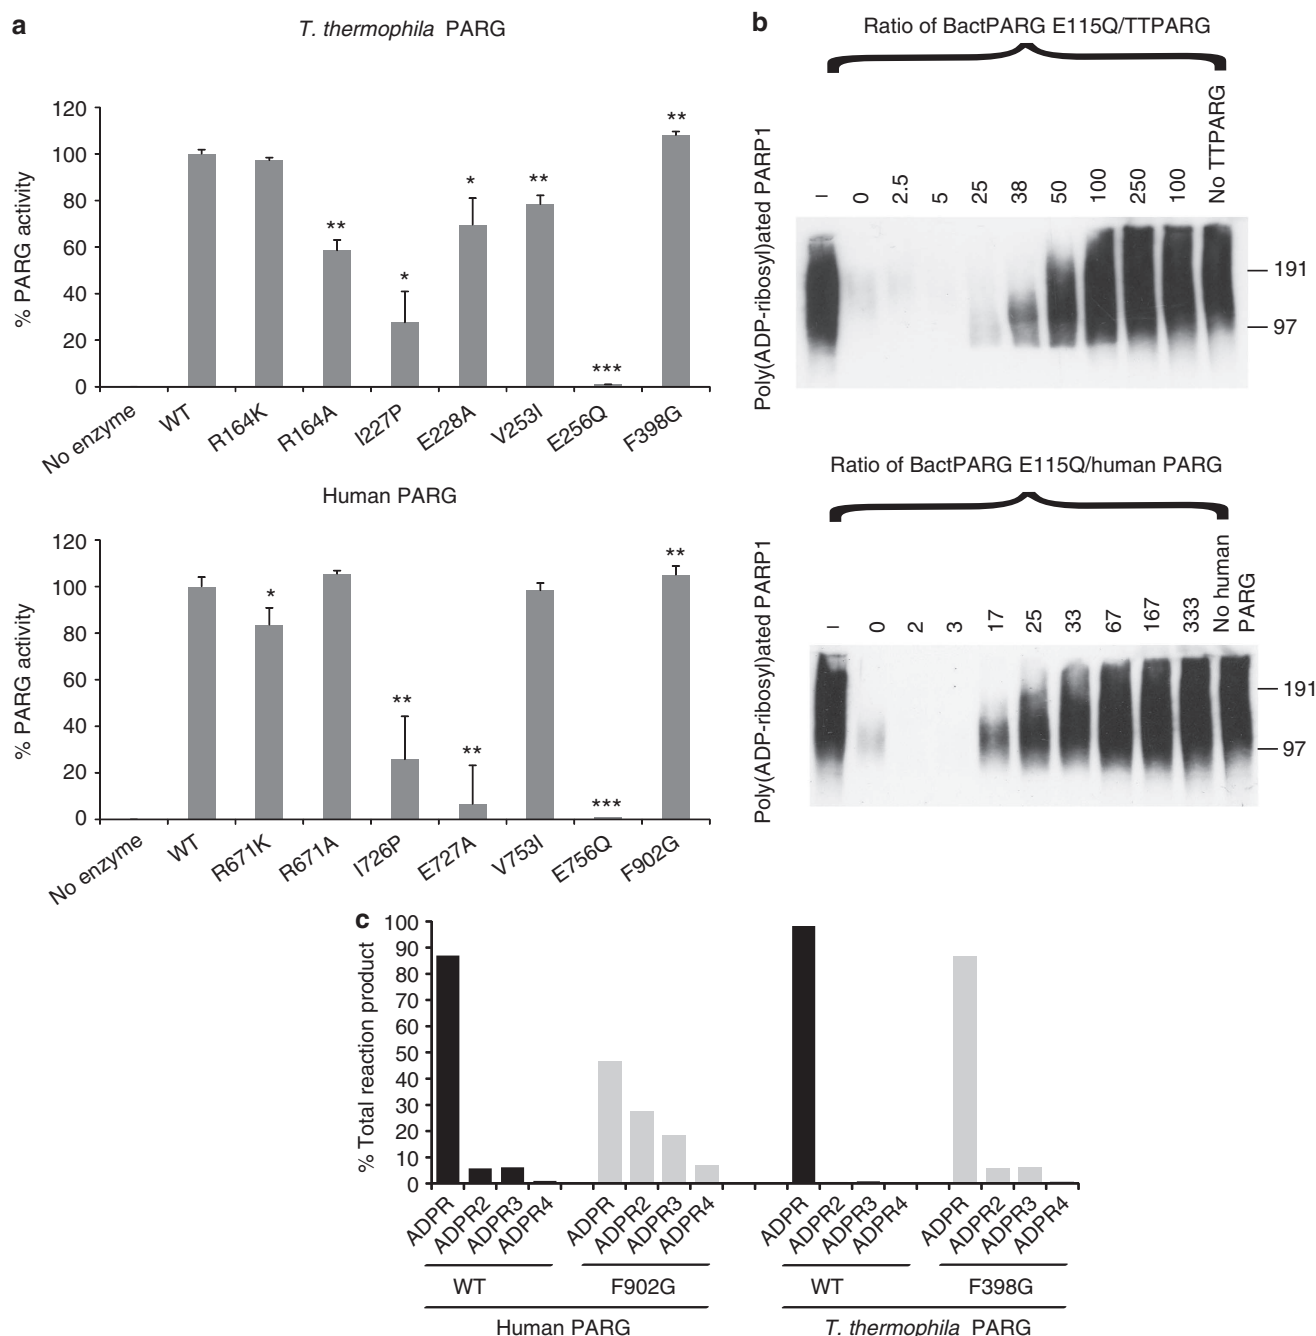 a
T. thermophila PARG
% PARG activity
120
100
80
60
40
20
0
**
*
*
**
***
**
No enzyme
WT
R164K
R164A
I227P
E228A
V253I
E256Q
F398G
Human PARG
% PARG activity
120
100
80
60
40
20
0
*
**
**
***
**
No enzyme
WT
R671K
R671A
I726P
E727A
V753I
E756Q
F902G
b
Ratio of BactPARG E115Q/TTPARG
Poly(ADP-ribosyl)ated PARP1
–
0
2.5
5
25
38
50
100
250
100
No TTPARG
191
97
Ratio of BactPARG E115Q/human PARG
Poly(ADP-ribosyl)ated PARP1
–
0
2
3
17
25
33
67
167
333
No human
PARG
191
97
c
% Total reaction product
100
90
80
70
60
50
40
30
20
10
0
ADPR
ADPR2
ADPR3
ADPR4
ADPR
ADPR2
ADPR3
ADPR4
ADPR
ADPR2
ADPR3
ADPR4
ADPR
ADPR2
ADPR3
ADPR4
WT
F902G
WT
F398G
Human PARG
T. thermophila PARG